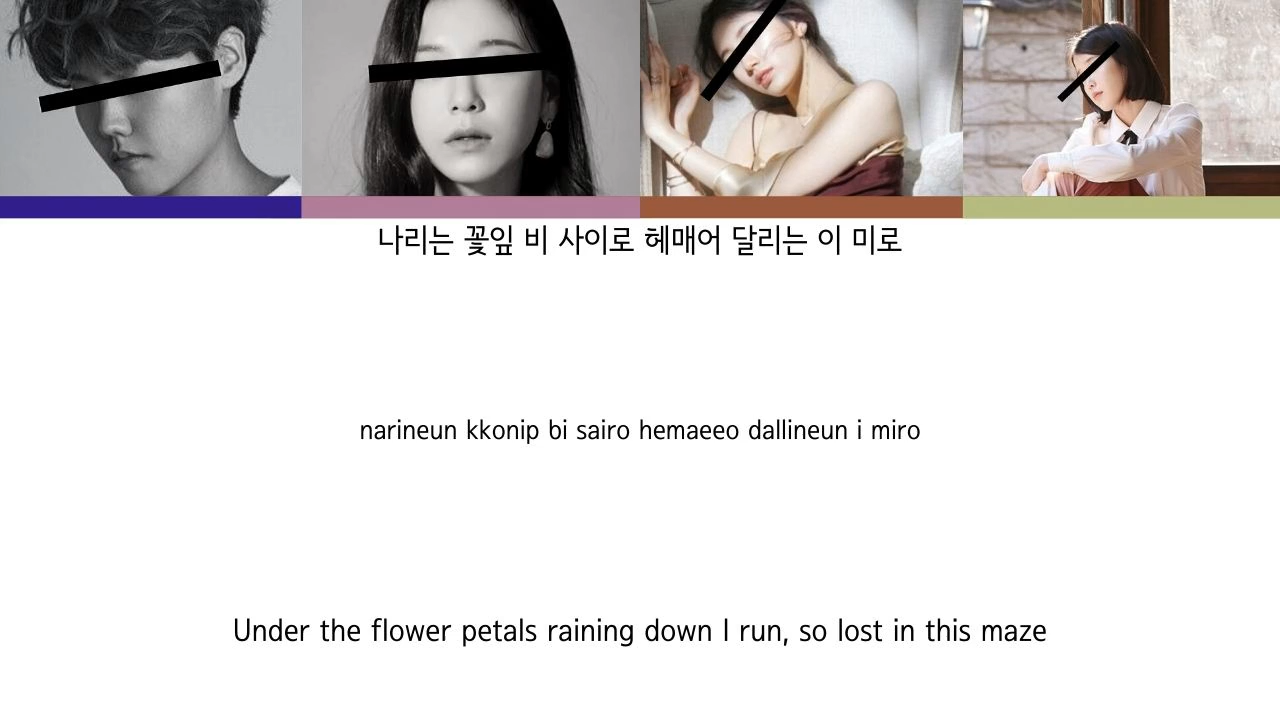 나리는 꽃잎 비 사이로 헤매어 달리는 이 미로
narineun kkonip bi sairo hemaeeo dallineun i miro
Under the flower petals raining down I run, so lost in this maze